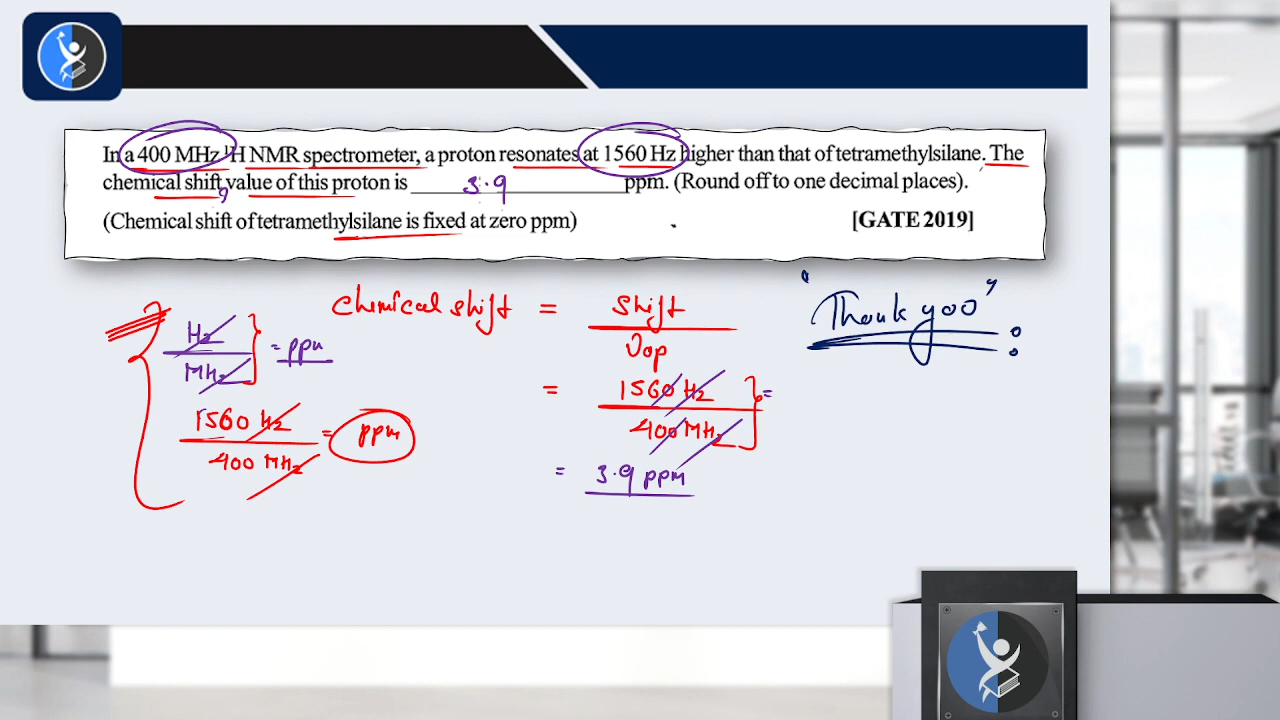 In a 400 MHz ¹H NMR spectrometer, a proton resonates at 1560 Hz higher than that of tetramethylsilane. The
chemical shift value of this proton is 3.9 ppm. (Round off to one decimal places).
(Chemical shift of tetramethylsilane is fixed at zero ppm) [GATE 2019]
Chemical shift = Shift
νop
= 1560 Hz
400 MHz
=
= 3.9 ppm
Hz
MHz
= ppm
1560 Hz
400 MHz
= ppm
"Thank you"